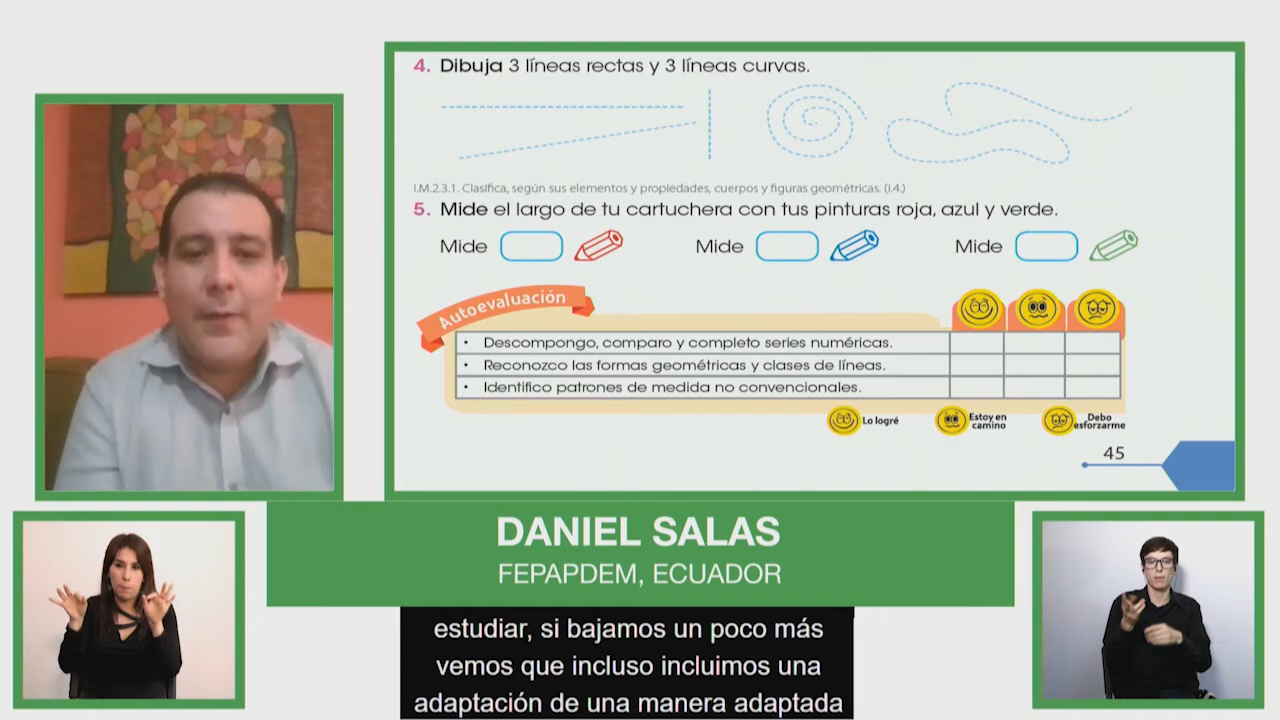 4. Dibuja 3 líneas rectas y 3 líneas curvas.
I.M.2.3.1. Clasifica, según sus elementos y propiedades, cuerpos y figuras geométricas. (I.4.)
5. Mide el largo de tu cartuchera con tus pinturas roja, azul y verde.
Mide Mide Mide
Autoevaluación
• Descompongo, comparo y completo series numéricas.
• Reconozco las formas geométricas y clases de líneas.
• Identifico patrones de medida no convencionales.
Lo logré
Estoy en
camino
Debo
esforzarme
45
DANIEL SALAS
FEPAPDEM, ECUADOR
estudiar, si bajamos un poco más
vemos que incluso incluimos una
adaptación de una manera adaptada